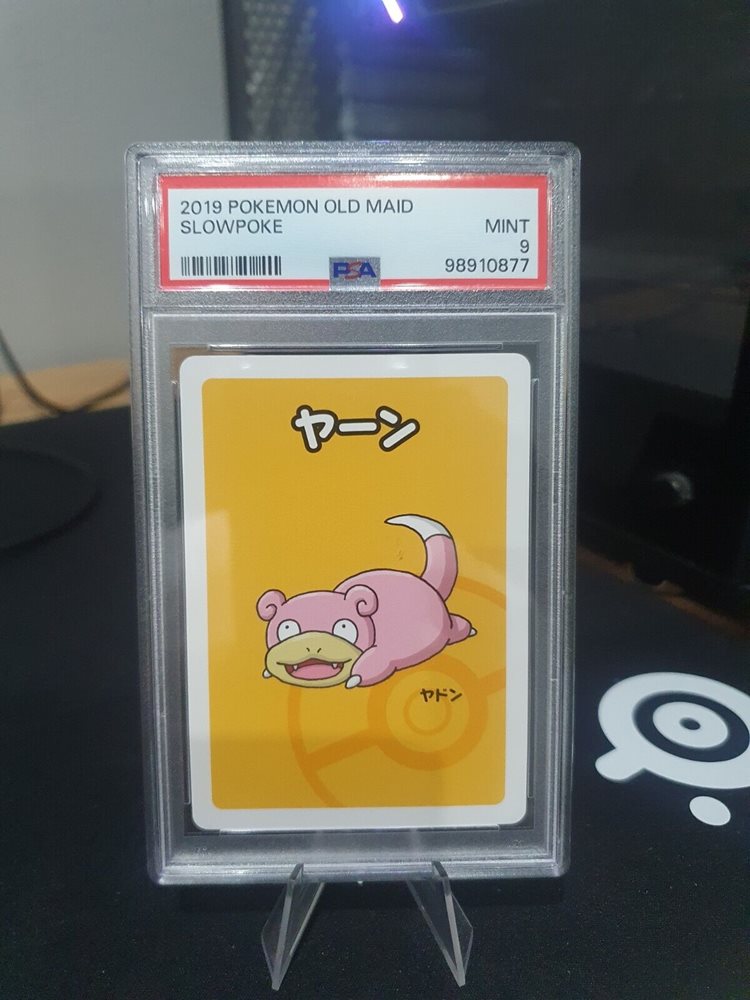 2019 POKEMON OLD MAID
SLOWPOKE
MINT
9
PSA
98910877
ヤーン
ヤドン